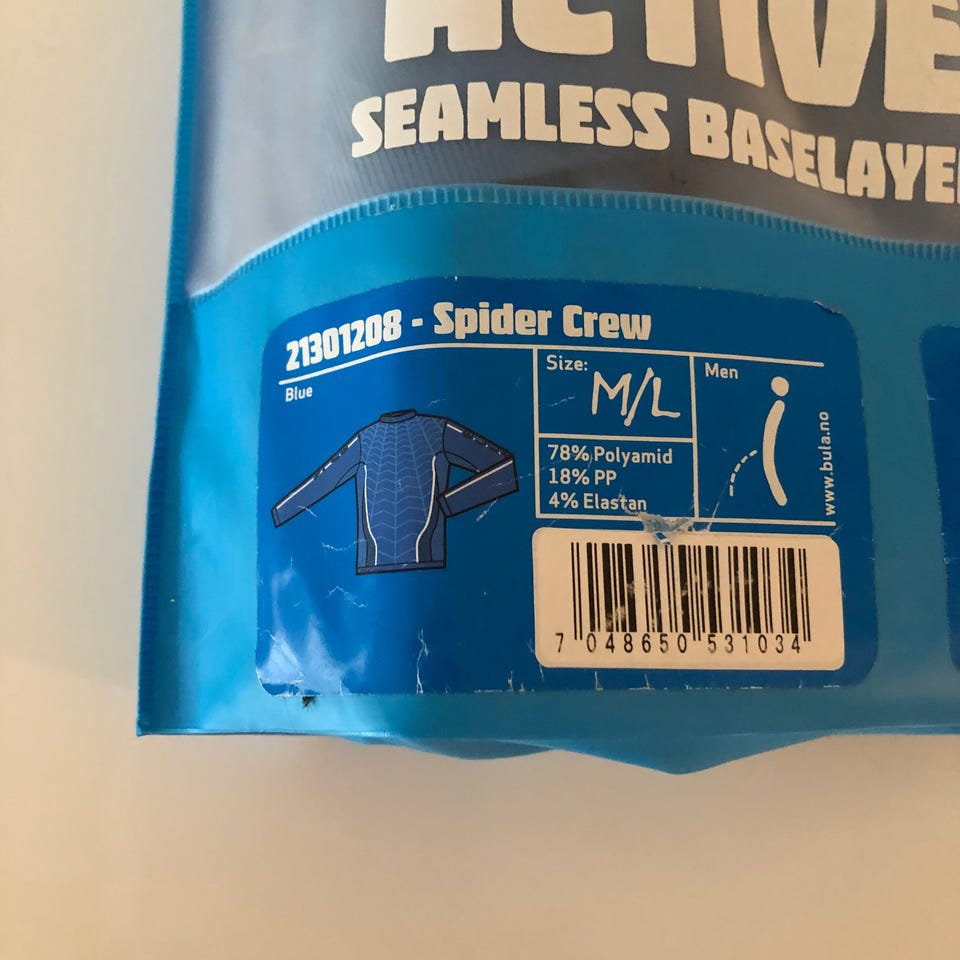 ACTIVE
SEAMLESS BASELAYE
21301208 - Spider Crew
Blue
Size:
M/L
Men
78% Polyamid
18% PP
4% Elastan
www.bula.no
7 048650 531034